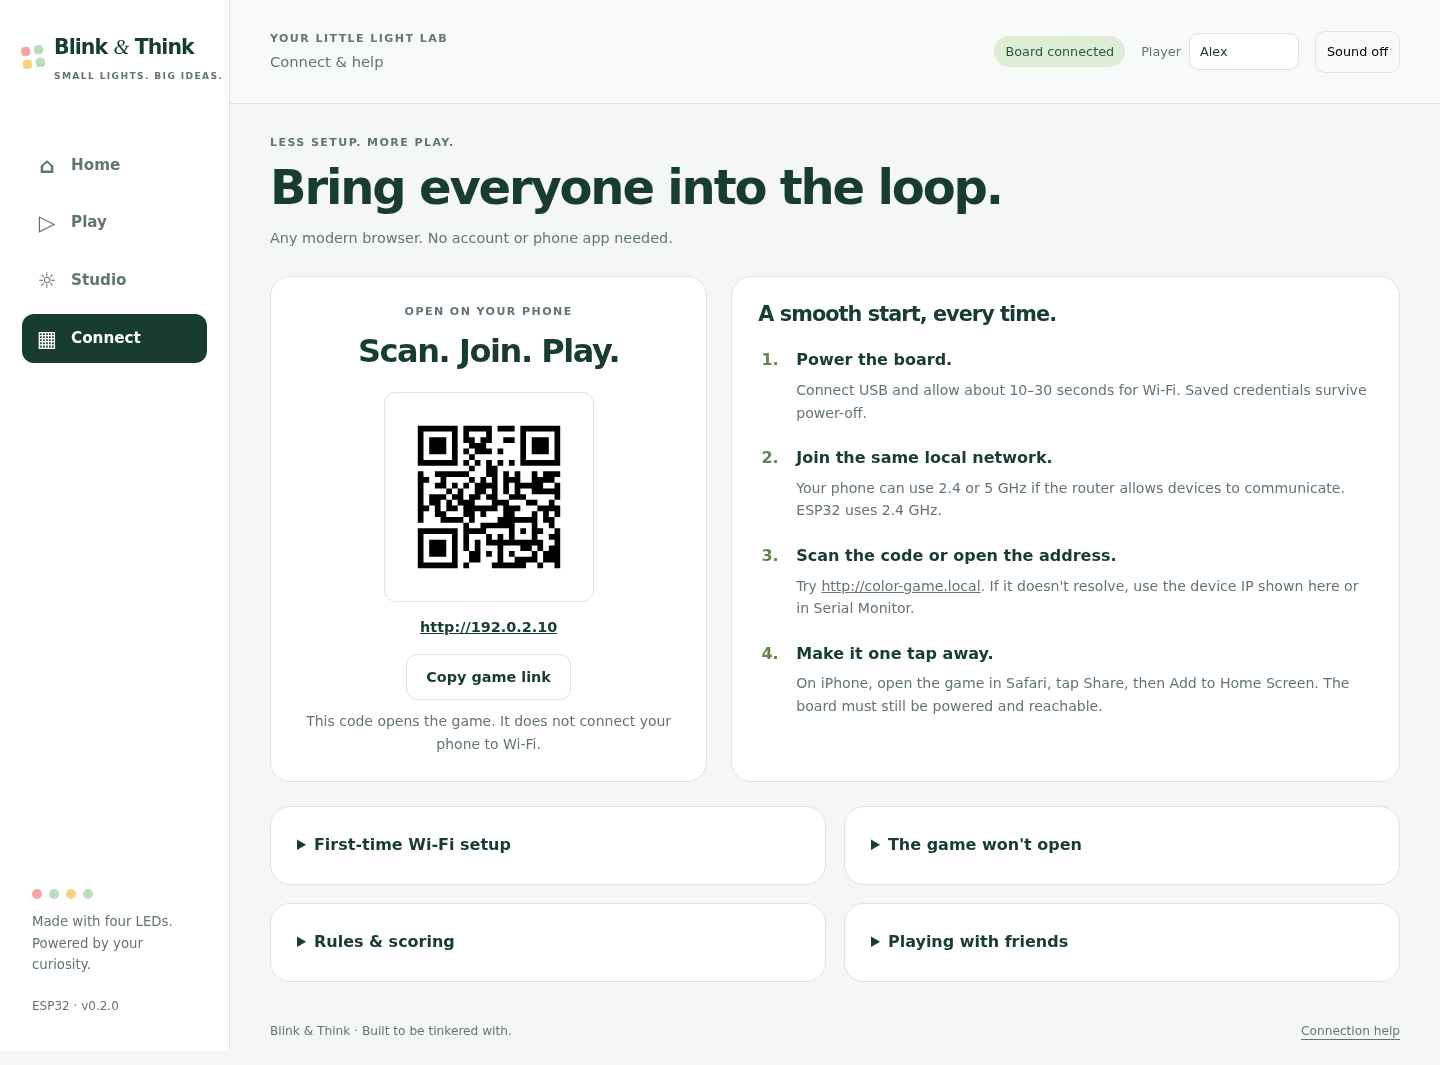 Blink & Think
SMALL LIGHTS. BIG IDEAS.
Home
Play
Studio
Connect
Made with four LEDs.
Powered by your
curiosity.
ESP32 · v0.2.0
YOUR LITTLE LIGHT LAB
Connect & help
Board connected
Player
Alex
Sound off
LESS SETUP. MORE PLAY.
Bring everyone into the loop.
Any modern browser. No account or phone app needed.
OPEN ON YOUR PHONE
Scan. Join. Play.
http://192.0.2.10
Copy game link
This code opens the game. It does not connect your
phone to Wi-Fi.
A smooth start, every time.
1. Power the board.
Connect USB and allow about 10–30 seconds for Wi-Fi. Saved credentials survive
power-off.
2. Join the same local network.
Your phone can use 2.4 or 5 GHz if the router allows devices to communicate.
ESP32 uses 2.4 GHz.
3. Scan the code or open the address.
Try http://color-game.local. If it doesn't resolve, use the device IP shown here or
in Serial Monitor.
4. Make it one tap away.
On iPhone, open the game in Safari, tap Share, then Add to Home Screen. The
board must still be powered and reachable.
First-time Wi-Fi setup
The game won't open
Rules & scoring
Playing with friends
Blink & Think · Built to be tinkered with.
Connection help